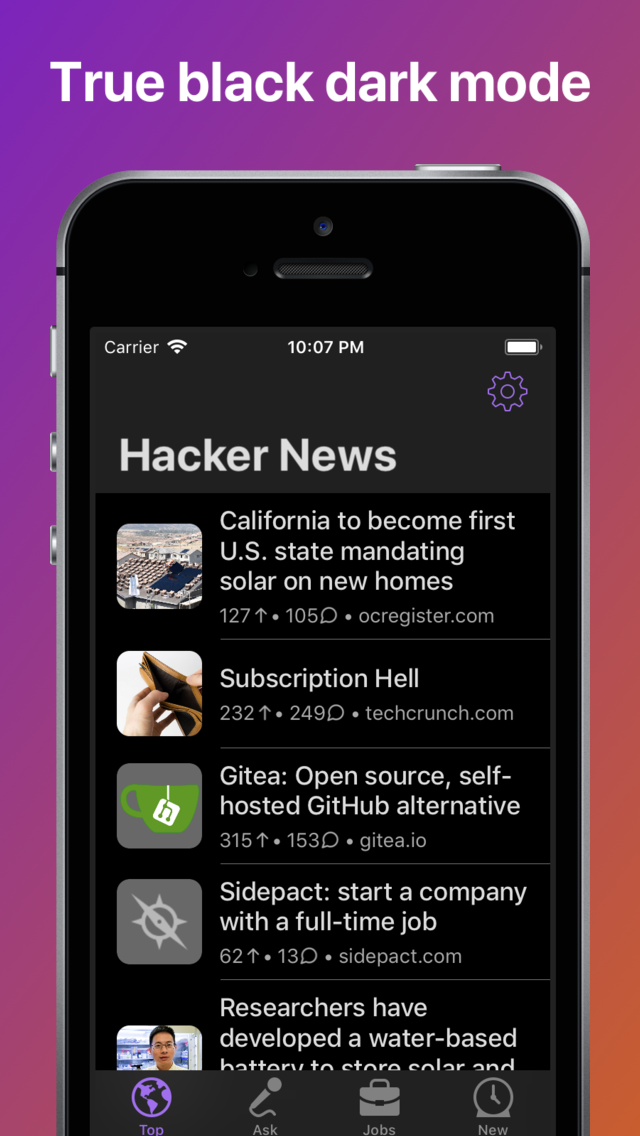 True black dark mode
Carrier 10:07 PM
Hacker News
California to become first
U.S. state mandating
solar on new homes
127↑ • 105 • ocregister.com
Subscription Hell
232↑ • 249 • techcrunch.com
Gitea: Open source, self-
hosted GitHub alternative
315↑ • 153 • gitea.io
Sidepact: start a company
with a full-time job
62↑ • 13 • sidepact.com
Researchers have
developed a water-based
battery to store solar and
Top Ask Jobs New